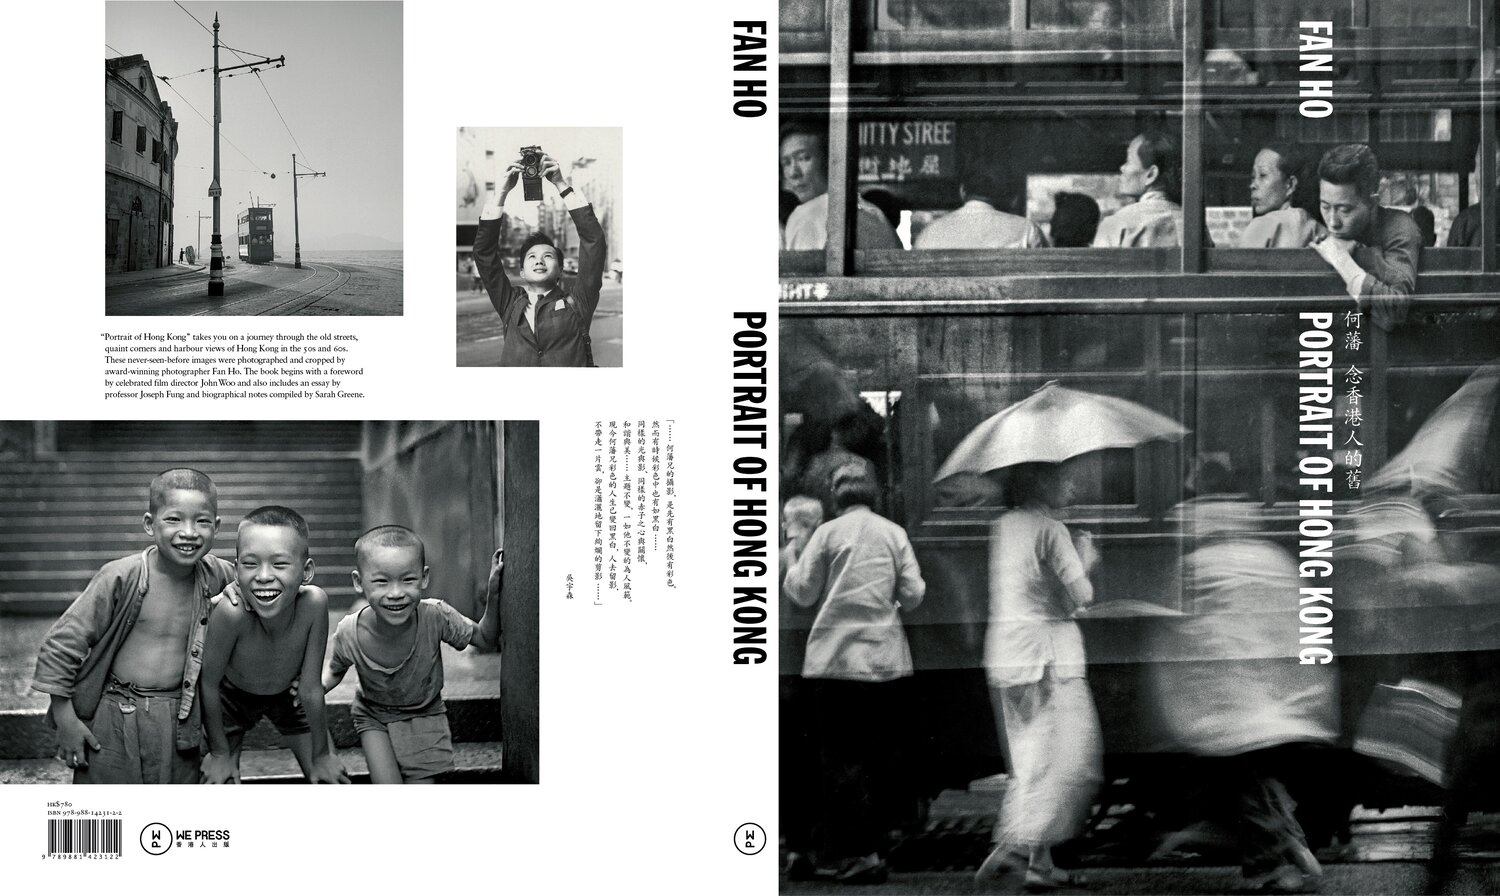 “Portrait of Hong Kong” takes you on a journey through the old streets,
quaint corners and harbour views of Hong Kong in the 50s and 60s.
These never-seen-before images were photographed and cropped by
award-winning photographer Fan Ho. The book begins with a foreword
by celebrated film director John Woo and also includes an essay by
professor Joseph Fung and biographical notes compiled by Sarah Greene.
「……何藩兄的攝影，是先有黑白然後有彩色，
然而有時候彩色中也有如黑白……
同樣的光與影、同樣的赤子之心與關懷、
和諧與美……主題不變，一如他不變的為人風範。
現今何藩兄彩色的人生已變回黑白，人去留影，
不帶走一片雲，卻是瀟灑地留下絢爛的剪影……」
吳宇森
HK$780
ISBN 978-988-14231-2-2
9 789881 423122
PW
WE PRESS
香港人出版
FAN HO
PORTRAIT OF HONG KONG
PW
FAN HO
PORTRAIT OF HONG KONG
何藩 念香港人的舊
ITTY STREE
街地屈